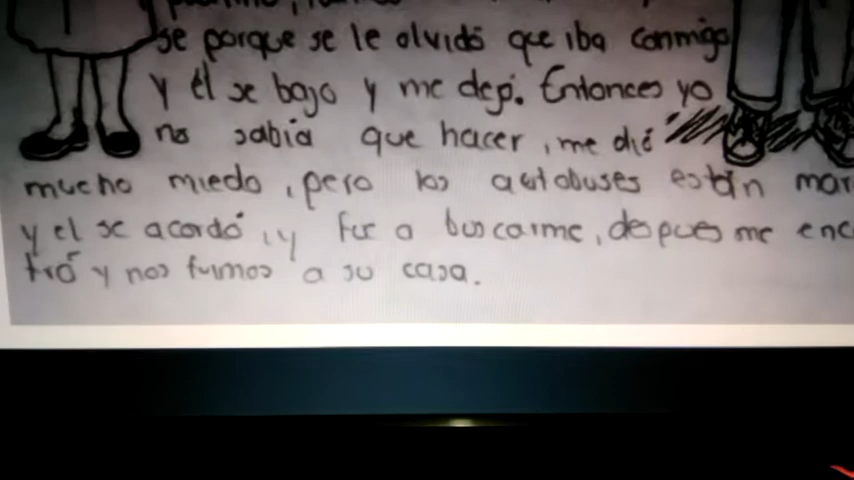 se porque se le olvidó que iba conmigo
y él se bajo y me dejó. Entonces yo
no sabia que hacer, me dió
mucho miedo, pero los autobuses están
y el se acordó, y fue a buscarme, despues me
tró y nos fuimos a su casa.